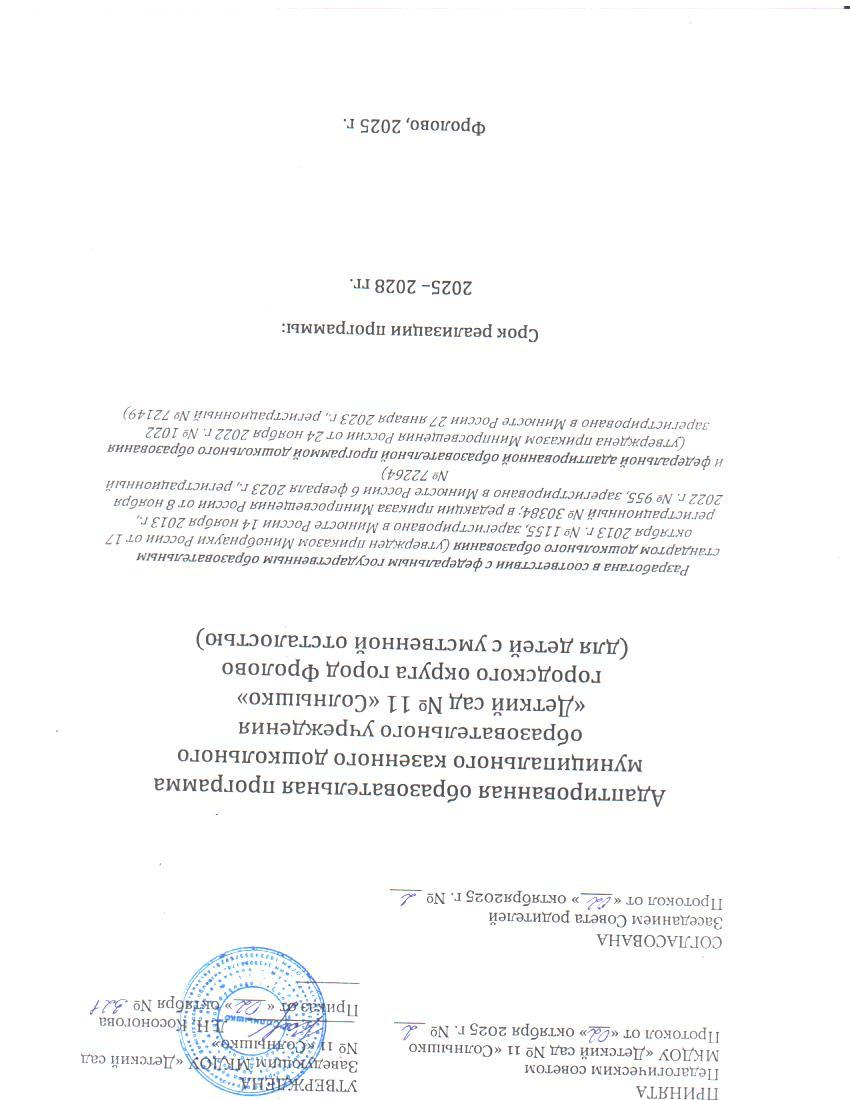 ПРИНЯТА
Педагогическим советом
МКДОУ «Детский сад № 11 «Солнышко
Протокол от «02» октября 2025 г. № 2
УТВЕРЖДЕНА
Заведующим МКДОУ «Детский сад
№ 11 «Солнышко»
Косоногова
Приказ от «02» октября № 321
СОГЛАСОВАНА
Заседанием Совета родителей
Протокол от «02» октября2025 г. № 2
Адаптированная образовательная программа
муниципального казенного дошкольного
образовательного учреждения
«Деткий сад № 11 «Солнышко»
городского округа город Фролово
(для детей с умственной отсталостью)
Разработана в соответствии с федеральным государственным образовательным
стандартом дошкольного образования (утвержден приказом Минобрнауки России от 17
октября 2013 г. № 1155, зарегистрировано в Минюсте России 14 ноября 2013 г.,
регистрационный № 30384; в редакции приказа Минпросвещения России от 8 ноября
2022 г. № 955, зарегистрировано в Минюсте России 6 февраля 2023 г., регистрационный
№ 72264)
и федеральной адаптированной образовательной программой дошкольного образования
(утверждена приказом Минпросвещения России от 24 ноября 2022 г. № 1022
зарегистрировано в Минюсте России 27 января 2023 г., регистрационный № 72149)
Срок реализации программы:
2025– 2028 гг.
Фролово, 2025 г.